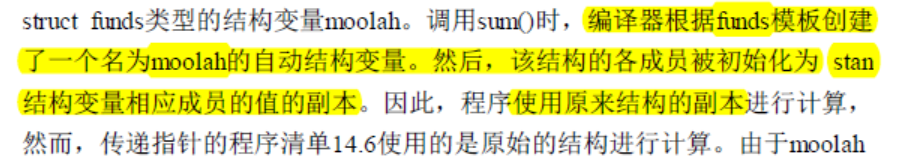 struct funds类型的结构变量moolah。调用sum()时，编译器根据funds模板创建
了一个名为moolah的自动结构变量。然后，该结构的各成员被初始化为 stan
结构变量相应成员的值的副本。因此，程序使用原来结构的副本进行计算，
然而，传递指针的程序清单14.6使用的是原始的结构进行计算。由于moolah